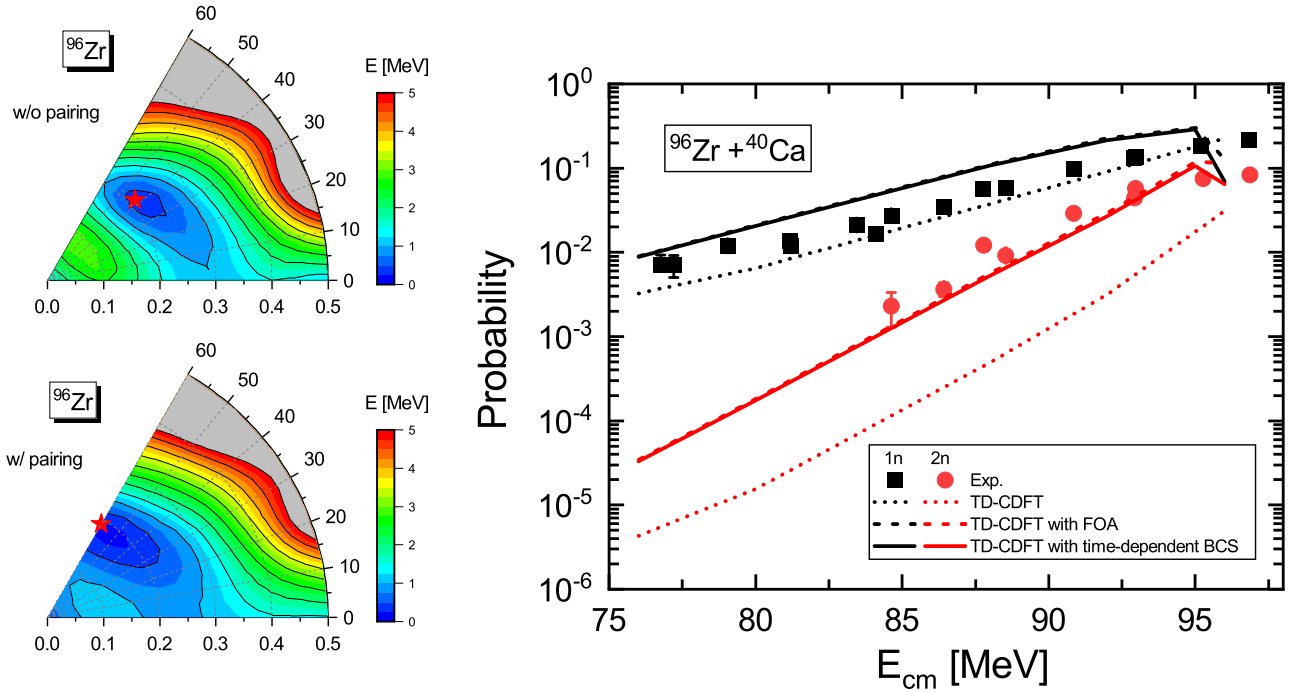 60
50
40
30
20
10
0
⁹⁶Zr
w/o pairing
E [MeV]
5
4
3
2
1
0
0.0 0.1 0.2 0.3 0.4 0.5
60
50
40
30
20
10
0
⁹⁶Zr
w/ pairing
E [MeV]
5
4
3
2
1
0
0.0 0.1 0.2 0.3 0.4 0.5
Probability
10⁰
10⁻¹
10⁻²
10⁻³
10⁻⁴
10⁻⁵
10⁻⁶
⁹⁶Zr + ⁴⁰Ca
1n 2n
Exp.
TD-CDFT
TD-CDFT with FOA
TD-CDFT with time-dependent BCS
75 80 85 90 95
E_cm [MeV]